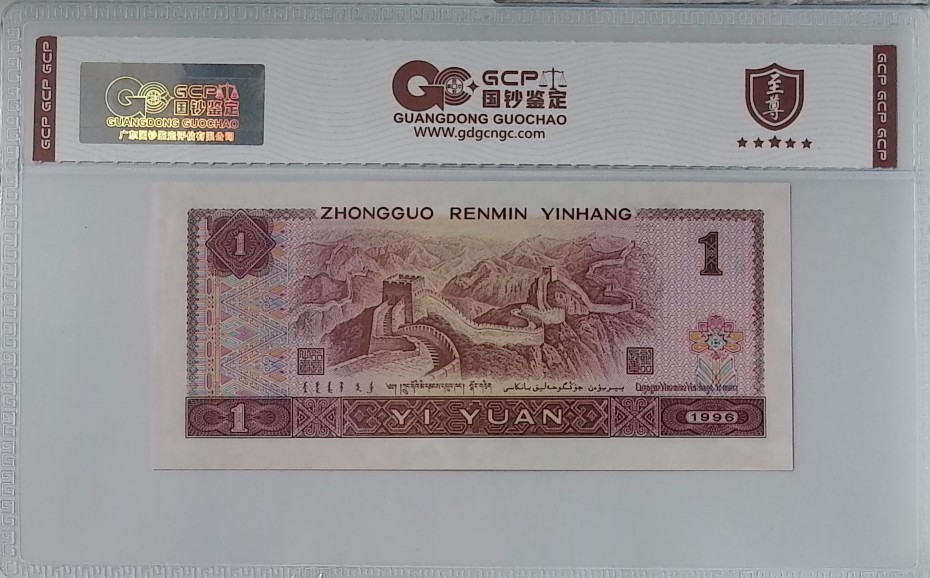 GCP GCP GCP
GCP
国钞鉴定
GUANGDONG GUOCHAO
广东国钞鉴定评估有限公司
GCP
国钞鉴定
GUANGDONG GUOCHAO
www.gdgcngc.com
至尊
GCP GCP GCP
ZHONGGUO RENMIN YINHANG
1
1
1
YI YUAN
1996